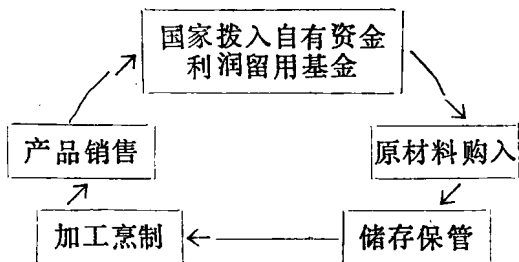 国家拨入自有资金
利润留用基金
产品销售
原材料购入
加工烹制
储存保管